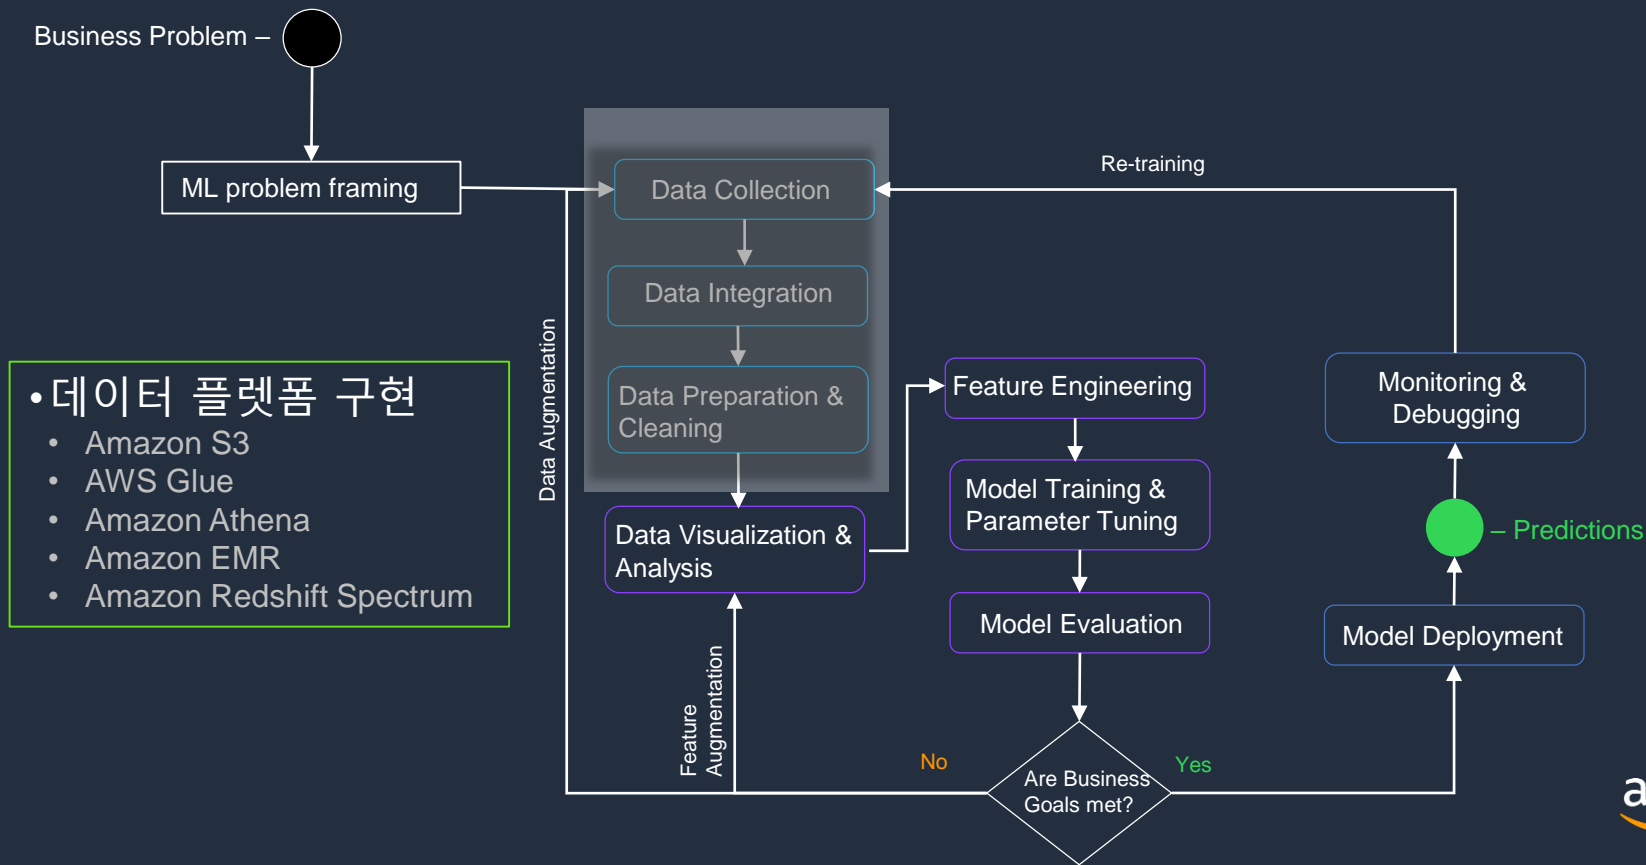 Business Problem –
ML problem framing
Data Collection
Re-training
Data Integration
Data Augmentation
•데이터 플렛폼 구현
• Amazon S3
• AWS Glue
• Amazon Athena
• Amazon EMR
• Amazon Redshift Spectrum
Data Preparation &
Cleaning
Feature Engineering
Monitoring &
Debugging
Data Visualization &
Analysis
Model Training &
Parameter Tuning
– Predictions
Model Evaluation
Model Deployment
Feature
Augmentation
No
Are Business
Goals met?
Yes